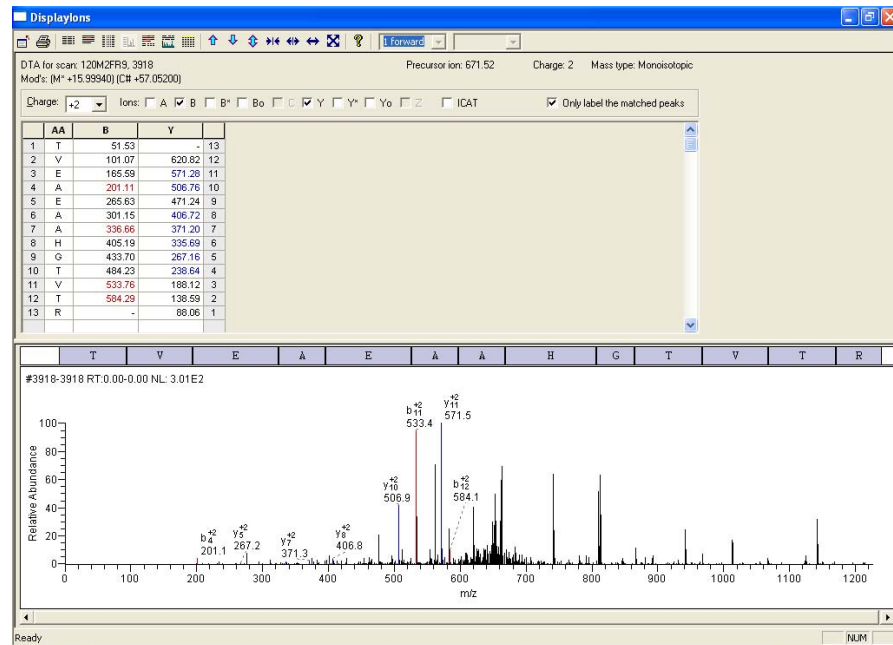 DisplayIons
1 forward
DTA for scan: 120M2FR9, 3918 Precursor ion: 671.52 Charge: 2 Mass type: Monoisotopic
Mod's: (M* +15.99940) (C# +57.05200)
Charge: +2 Ions: A B B* Bo C Y Y* Yo Z ICAT Only label the matched peaks
AA B Y
1 T 51.53 - 13
2 V 101.07 620.82 12
3 E 165.59 571.28 11
4 A 201.11 506.76 10
5 E 265.63 471.24 9
6 A 301.15 406.72 8
7 A 336.66 371.20 7
8 H 405.19 335.69 6
9 G 433.70 267.16 5
10 T 484.23 238.64 4
11 V 533.76 188.12 3
12 T 584.29 138.59 2
13 R - 88.06 1
T V E A E A A H G T V T R
#3918-3918 RT:0.00-0.00 NL: 3.01E2
b+2 11
533.4
y+2 11
571.5
y+2 10
506.9
b+2 12
584.1
b+2 4
201.1
y+2 5
267.2
y+2 7
371.3
y+2 8
406.8
Relative Abundance
100
80
60
40
20
0
0 100 200 300 400 500 600 700 800 900 1000 1100 1200
m/z
Ready NUM